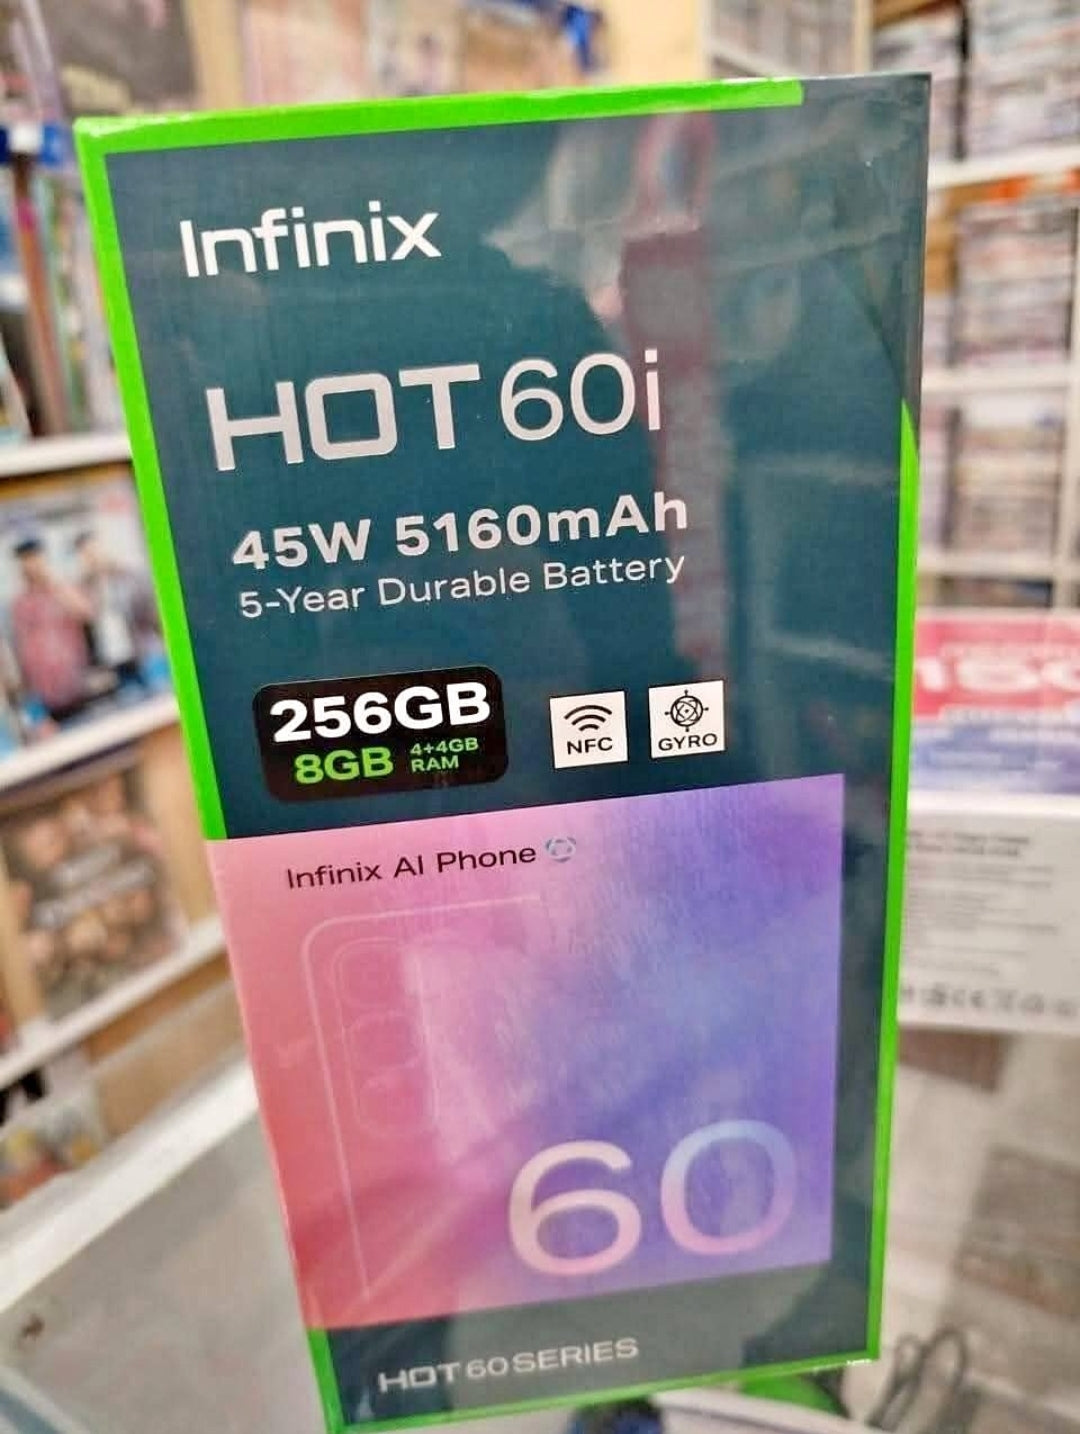 Infinix
HOT 60i
45W 5160mAh
5-Year Durable Battery
256GB
8GB 4+4GB RAM
NFC
GYRO
Infinix AI Phone
60
HOT 60 SERIES